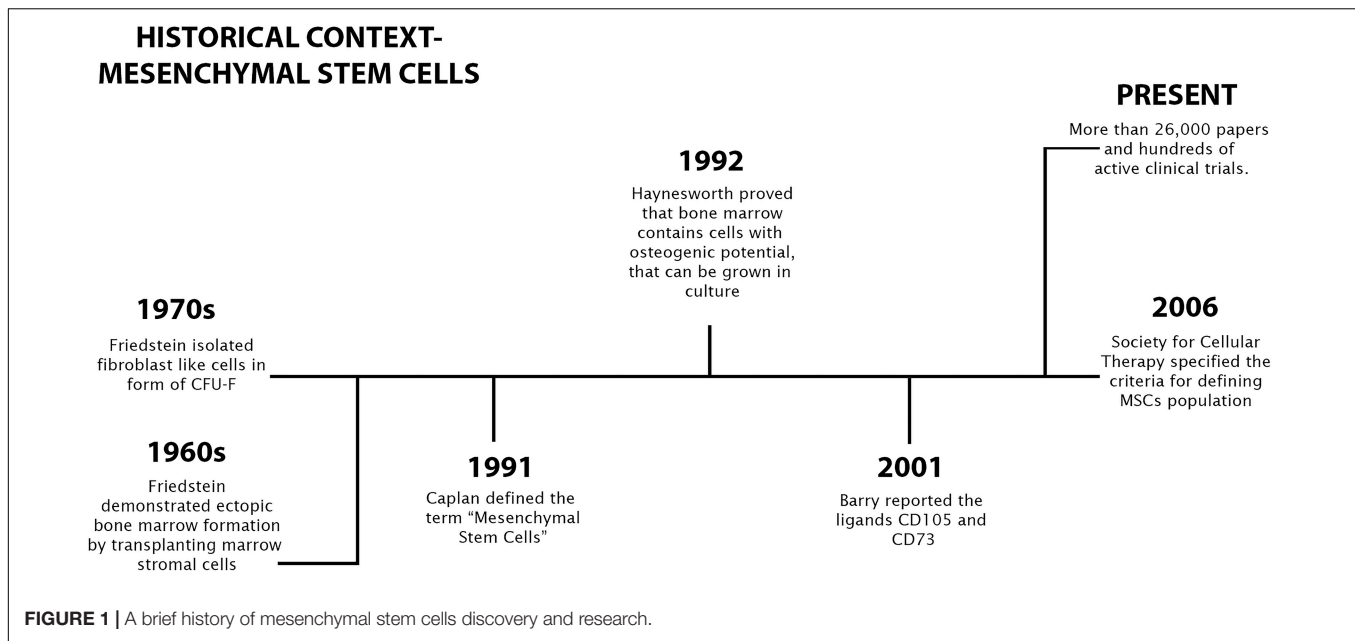 HISTORICAL CONTEXT-
MESENCHYMAL STEM CELLS
PRESENT
More than 26,000 papers
and hundreds of
active clinical trials.
1992
Haynesworth proved
that bone marrow
contains cells with
osteogenic potential,
that can be grown in
culture
1970s
Friedstein isolated
fibroblast like cells in
form of CFU-F
2006
Society for Cellular
Therapy specified the
criteria for defining
MSCs population
1960s
Friedstein
demonstrated ectopic
bone marrow formation
by transplanting marrow
stromal cells
1991
Caplan defined the
term “Mesenchymal
Stem Cells”
2001
Barry reported the
ligands CD105 and
CD73
FIGURE 1 | A brief history of mesenchymal stem cells discovery and research.